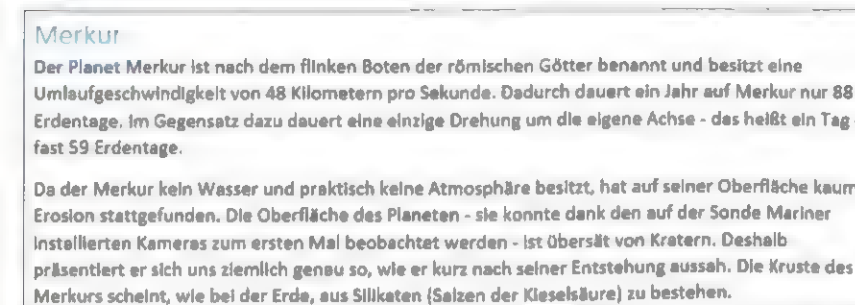 Merkur
Der Planet Merkur ist nach dem flinken Boten der römischen Götter benannt und besitzt eine
Umlaufgeschwindigkeit von 48 Kilometern pro Sekunde. Dadurch dauert ein Jahr auf Merkur nur 88
Erdentage. Im Gegensatz dazu dauert eine einzige Drehung um die eigene Achse - das heißt ein Tag -
fast 59 Erdentage.
Da der Merkur kein Wasser und praktisch keine Atmosphäre besitzt, hat auf seiner Oberfläche kaum
Erosion stattgefunden. Die Oberfläche des Planeten - sie konnte dank den auf der Sonde Mariner
installierten Kameras zum ersten Mal beobachtet werden - ist übersät von Kratern. Deshalb
präsentiert er sich uns ziemlich genau so, wie er kurz nach seiner Entstehung aussah. Die Kruste des
Merkurs scheint, wie bei der Erde, aus Silikaten (Salzen der Kieselsäure) zu bestehen.